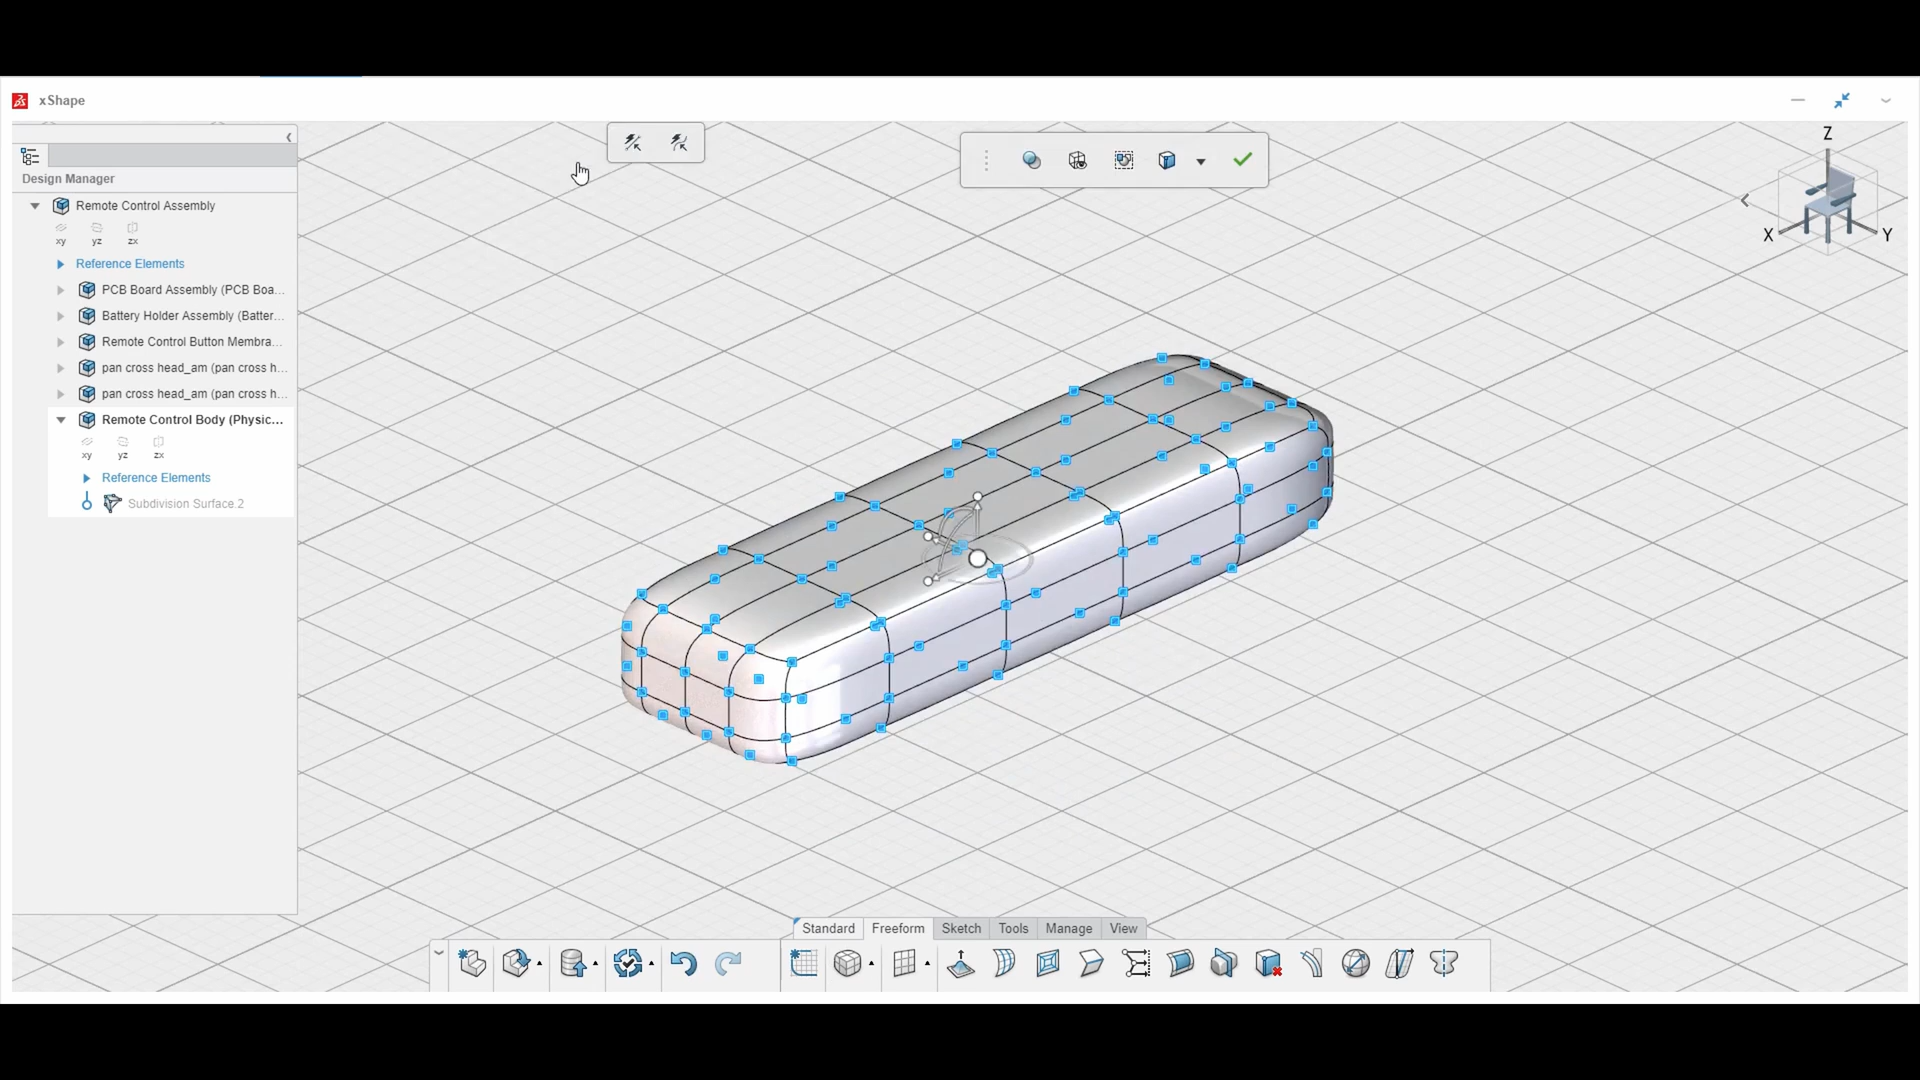 xShape
Design Manager
Remote Control Assembly
xy yz zx
Reference Elements
PCB Board Assembly (PCB Boa...
Battery Holder Assembly (Batter...
Remote Control Button Membra...
pan cross head_am (pan cross h...
pan cross head_am (pan cross h...
Remote Control Body (Physic...
xy yz zx
Reference Elements
Subdivision Surface.2
Z
X Y
Standard Freeform Sketch Tools Manage View